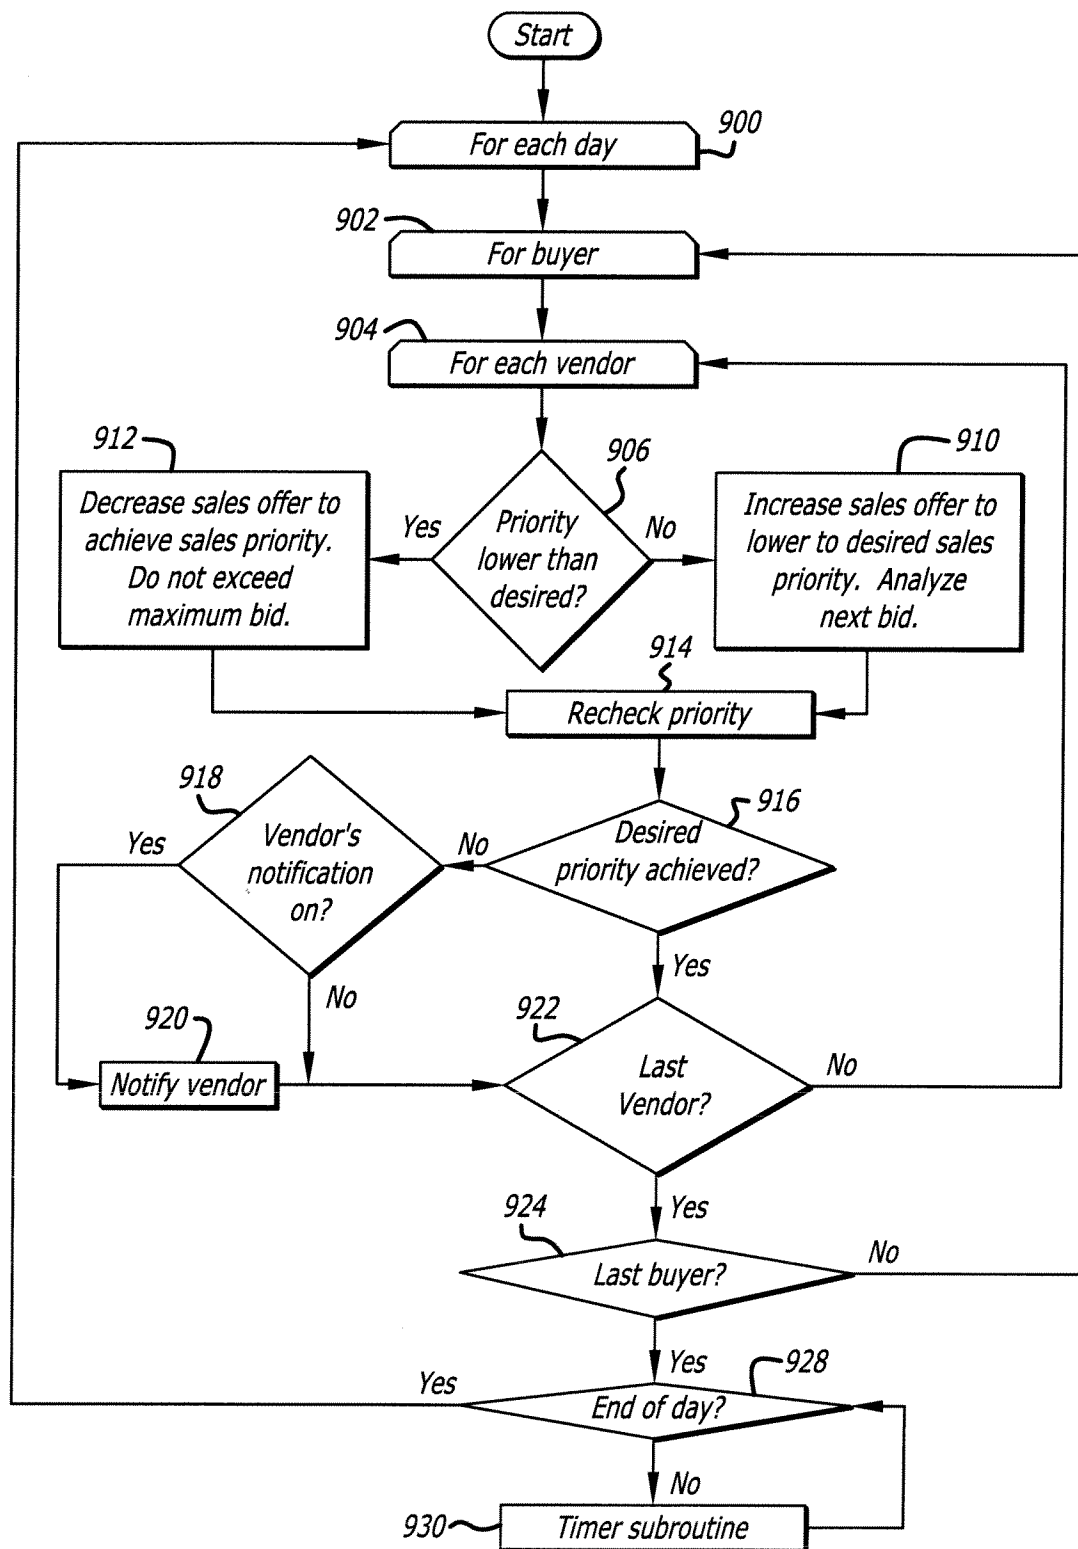 Start
For each day
900
902
For buyer
904
For each vendor
912
906
910
Decrease sales offer to
achieve sales priority.
Do not exceed
maximum bid.
Yes
Priority
lower than
desired?
No
Increase sales offer to
lower to desired sales
priority. Analyze
next bid.
914
Recheck priority
918
916
Yes
Vendor's
notification
on?
No
Desired
priority achieved?
Yes
No
920
922
Notify vendor
Last
Vendor?
No
Yes
924
Last buyer?
No
Yes
928
Yes
End of day?
No
930
Timer subroutine